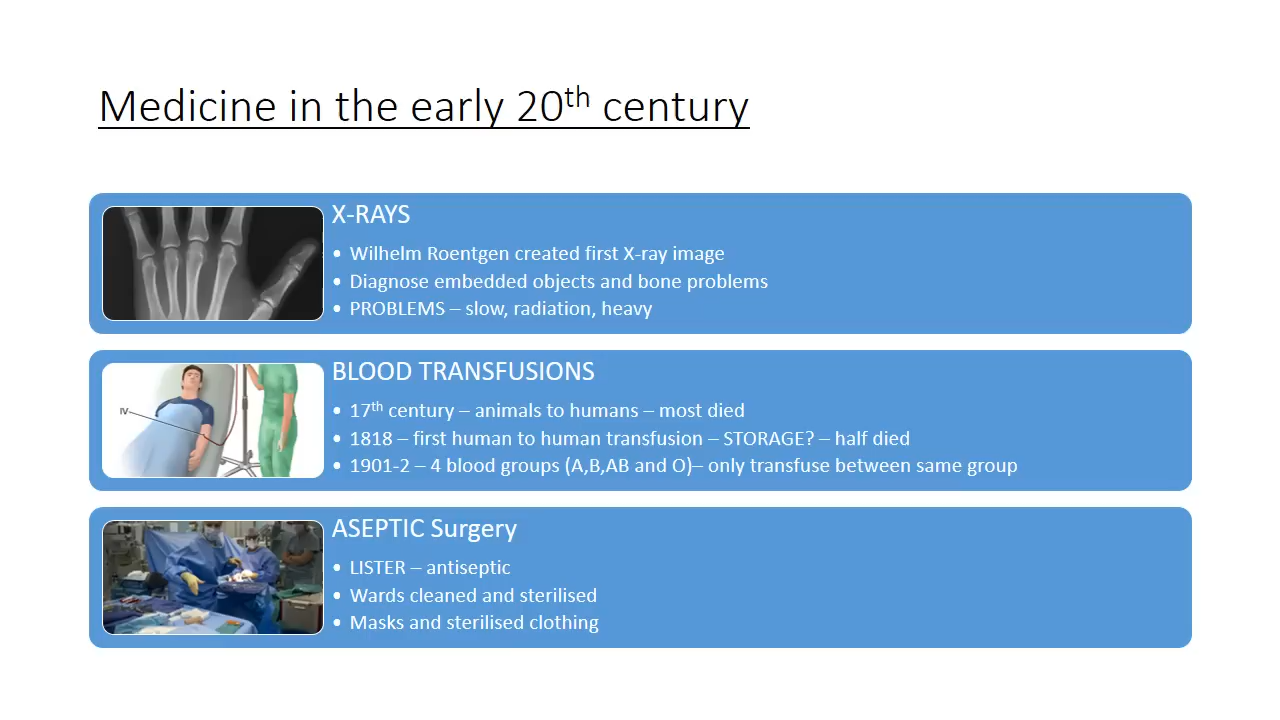 Medicine in the early 20th century
X-RAYS
• Wilhelm Roentgen created first X-ray image
• Diagnose embedded objects and bone problems
• PROBLEMS – slow, radiation, heavy
BLOOD TRANSFUSIONS
IV
• 17th century – animals to humans – most died
• 1818 – first human to human transfusion – STORAGE? – half died
• 1901-2 – 4 blood groups (A,B,AB and O)– only transfuse between same group
ASEPTIC Surgery
• LISTER – antiseptic
• Wards cleaned and sterilised
• Masks and sterilised clothing